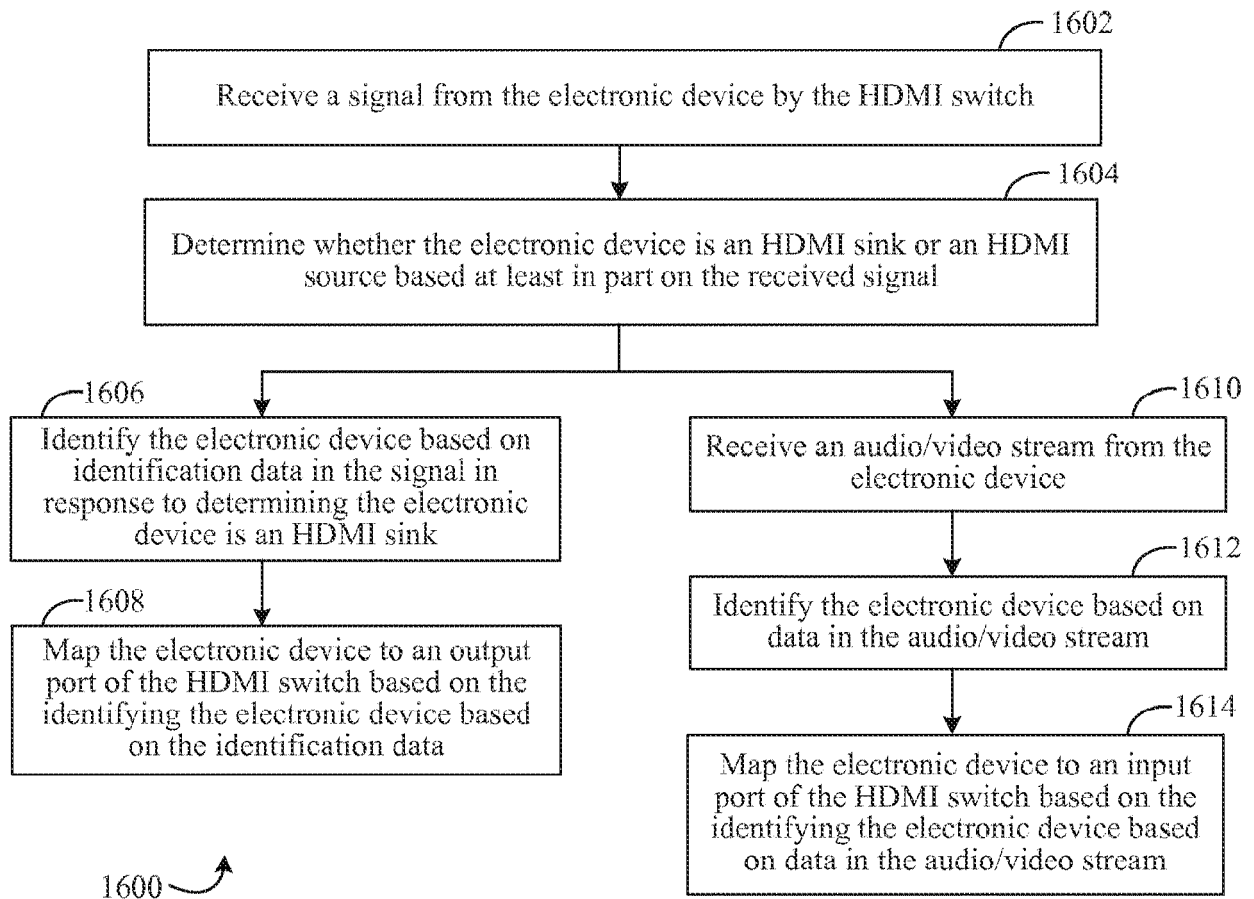 1602
Receive a signal from the electronic device by the HDMI switch
1604
Determine whether the electronic device is an HDMI sink or an HDMI
source based at least in part on the received signal
1606
Identify the electronic device based on
identification data in the signal in
response to determining the electronic
device is an HDMI sink
1608
Map the electronic device to an output
port of the HDMI switch based on the
identifying the electronic device based
on the identification data
1610
Receive an audio/video stream from the
electronic device
1612
Identify the electronic device based on
data in the audio/video stream
1614
Map the electronic device to an input
port of the HDMI switch based on the
identifying the electronic device based
on data in the audio/video stream
1600